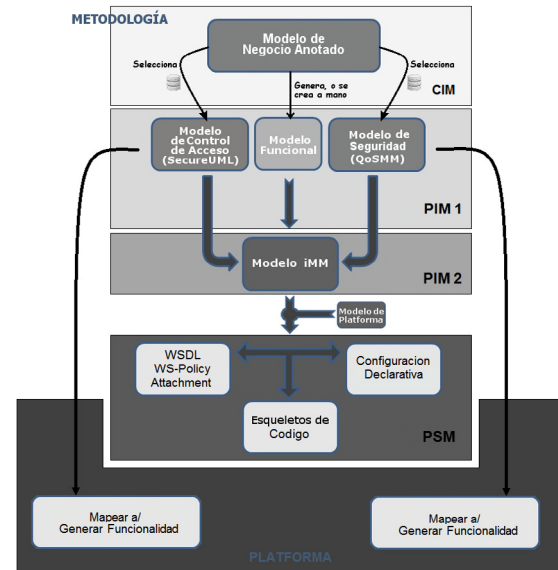 METODOLOGÍA
Modelo de
Negocio Anotado
Selecciona
Genera, o se
crea a mano
Selecciona
CIM
Modelo
de Control
de Acceso
(SecureUML)
Modelo
Funcional
Modelo de
Seguridad
(QoSMM)
PIM 1
Modelo iMM
PIM 2
Modelo de
Plataforma
WSDL
WS-Policy
Attachment
Configuracion
Declarativa
Esqueletos de
Codigo
PSM
Mapear a/
Generar Funcionalidad
Mapear a/
Generar Funcionalidad
PLATFORMA